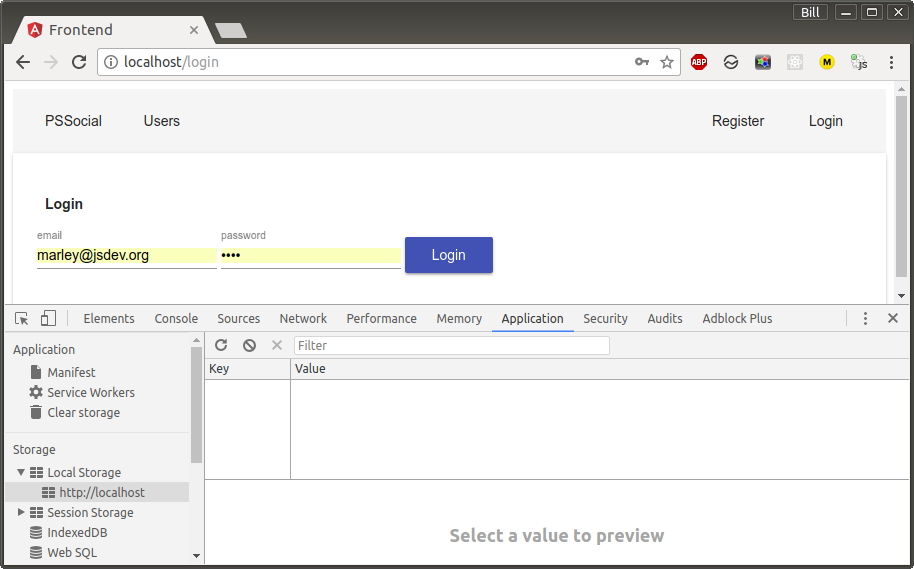 Bill
Frontend
localhost/login
ABP
M
js
PSSocial Users Register Login
Login
email password
marley@jsdev.org •••• Login
Elements Console Sources Network Performance Memory Application Security Audits Adblock Plus
Application
Manifest
Service Workers
Clear storage
Storage
Local Storage
http://localhost
Session Storage
IndexedDB
Web SQL
Filter
Key Value
Select a value to preview